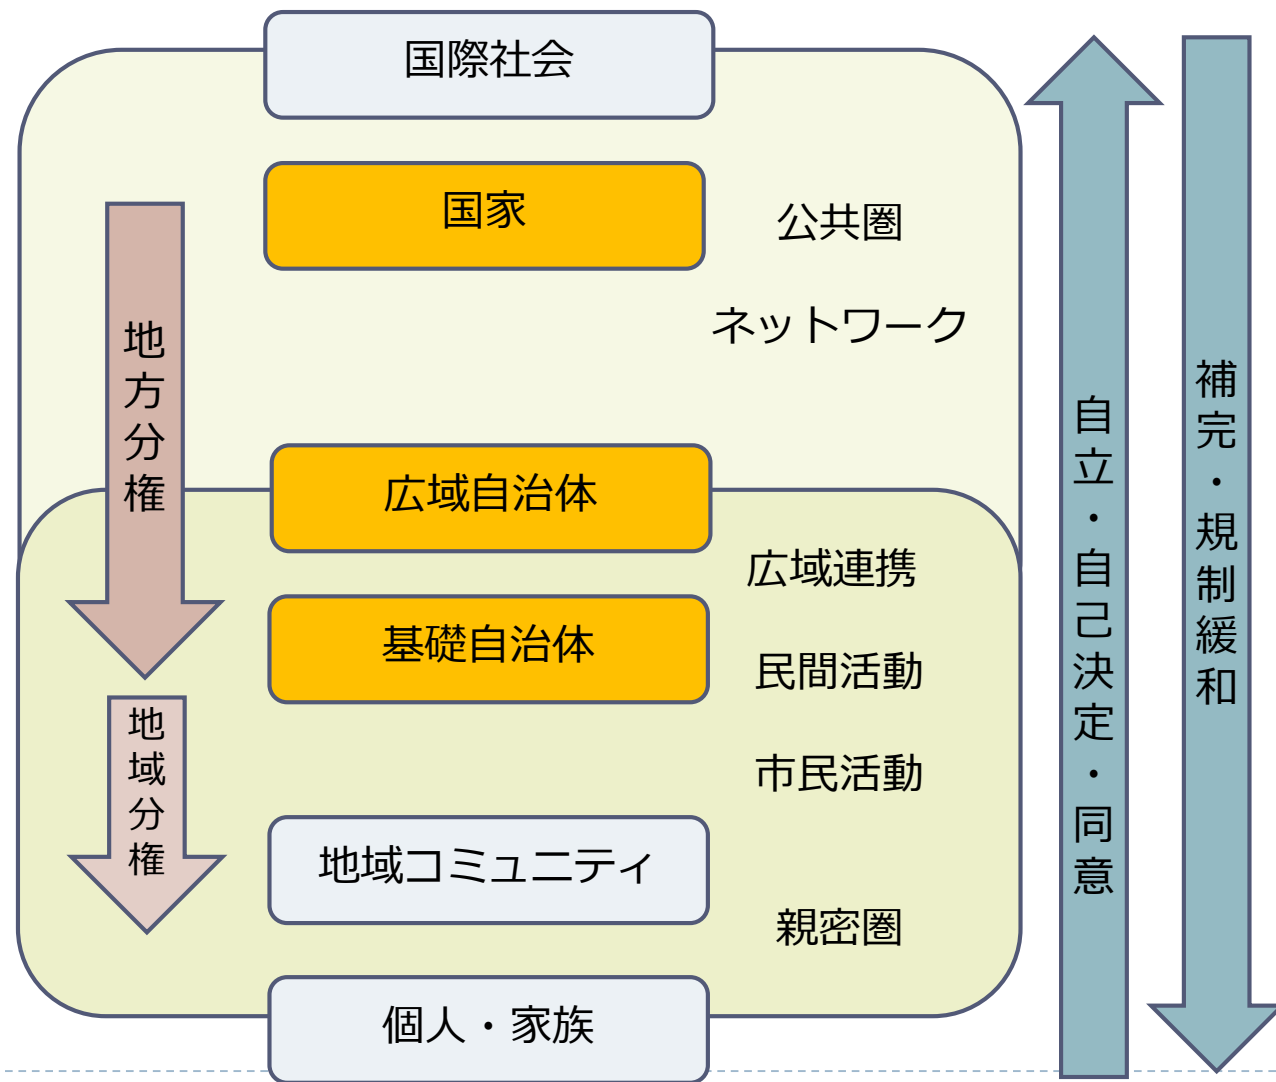 国際社会
国家
公共圏
ネットワーク
地方分権
広域自治体
広域連携
基礎自治体
民間活動
地域分権
市民活動
地域コミュニティ
親密圏
個人・家族
自立・自己決定・同意
補完・規制緩和